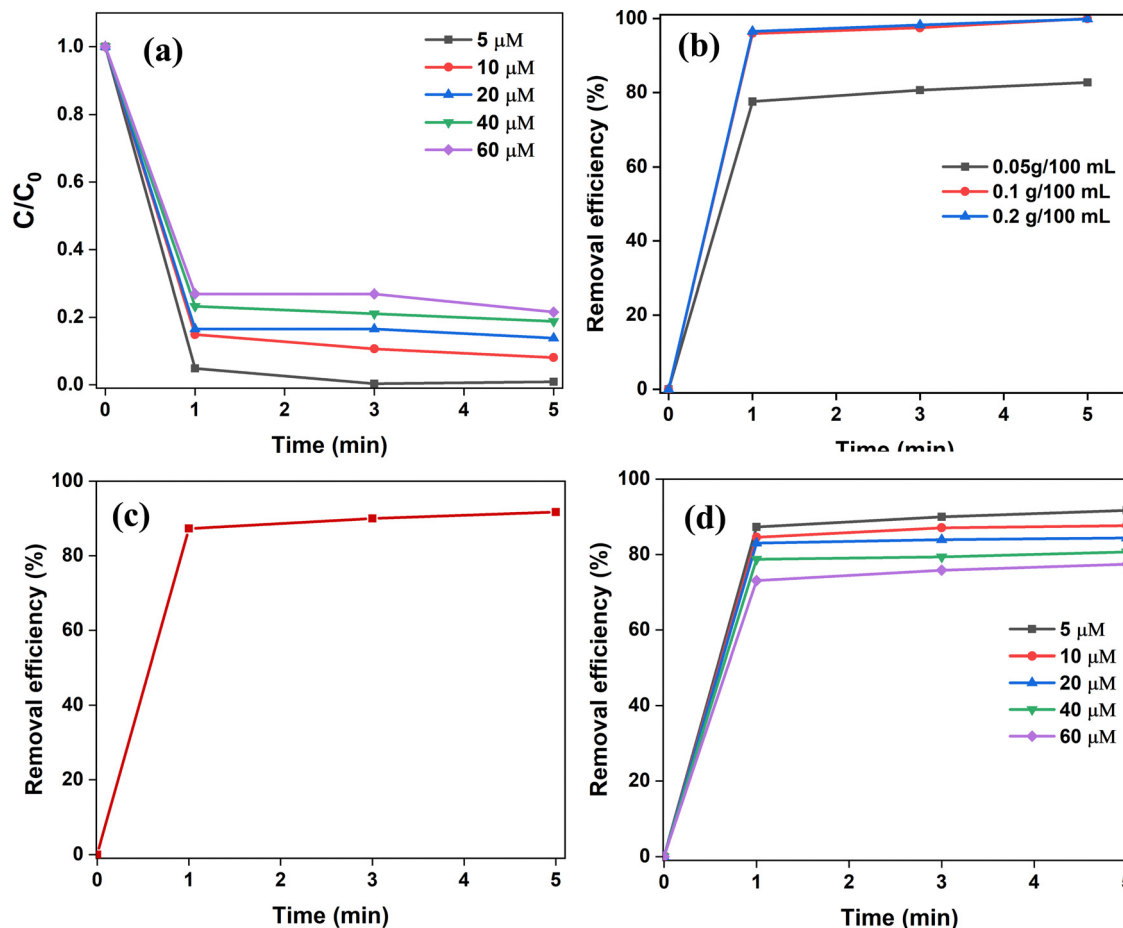 (a)
5 μM
10 μM
20 μM
40 μM
60 μM
1.0
0.8
0.6
0.4
0.2
0.0
C/C0
0 1 2 3 4 5
Time (min)
(b)
100
80
60
40
20
0
Removal efficiency (%)
0.05g/100 mL
0.1 g/100 mL
0.2 g/100 mL
0 1 2 3 4 5
Time (min)
(c)
100
80
60
40
20
0
Removal efficiency (%)
0 1 2 3 4 5
Time (min)
(d)
100
80
60
40
20
0
Removal efficiency (%)
5 μM
10 μM
20 μM
40 μM
60 μM
0 1 2 3 4 5
Time (min)